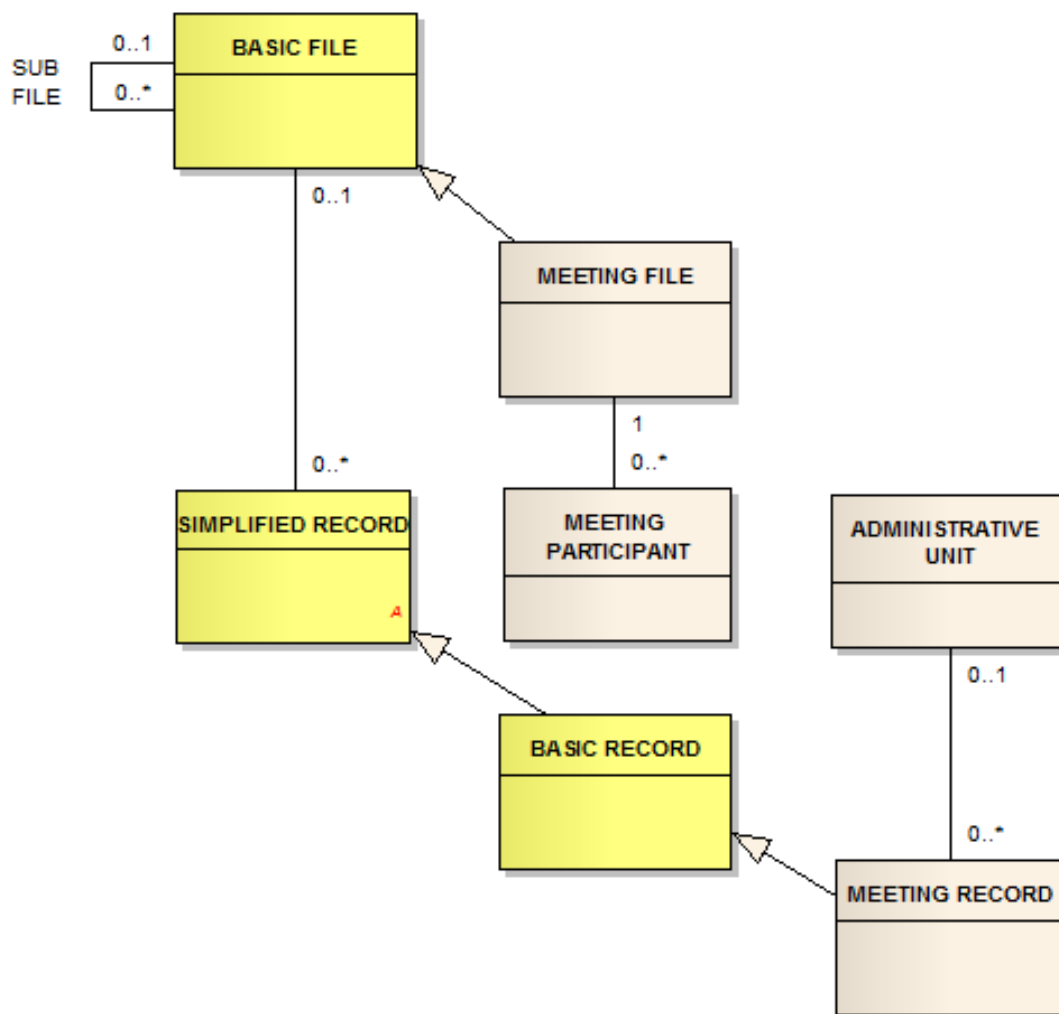 0..1
BASIC FILE
SUB
FILE
0..*
0..1
MEETING FILE
1
0..*
0..*
SIMPLIFIED RECORD
A
MEETING
PARTICIPANT
ADMINISTRATIVE
UNIT
0..1
BASIC RECORD
0..*
MEETING RECORD